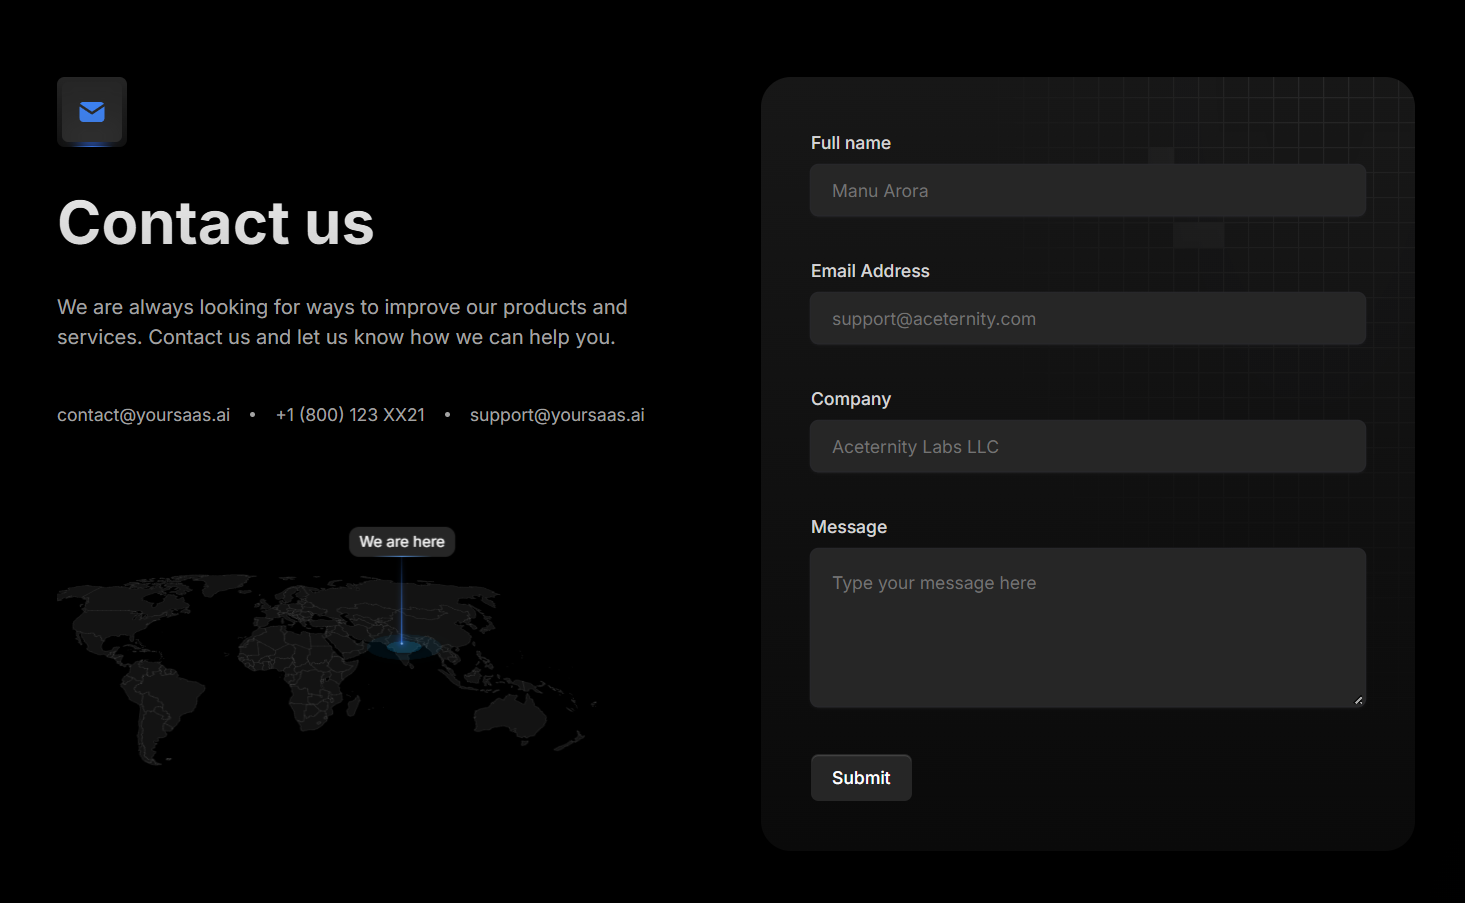 Contact us
We are always looking for ways to improve our products and
services. Contact us and let us know how we can help you.
contact@yoursaas.ai • +1 (800) 123 XX21 • support@yoursaas.ai
We are here
Full name
Manu Arora
Email Address
support@aceternity.com
Company
Aceternity Labs LLC
Message
Type your message here
Submit